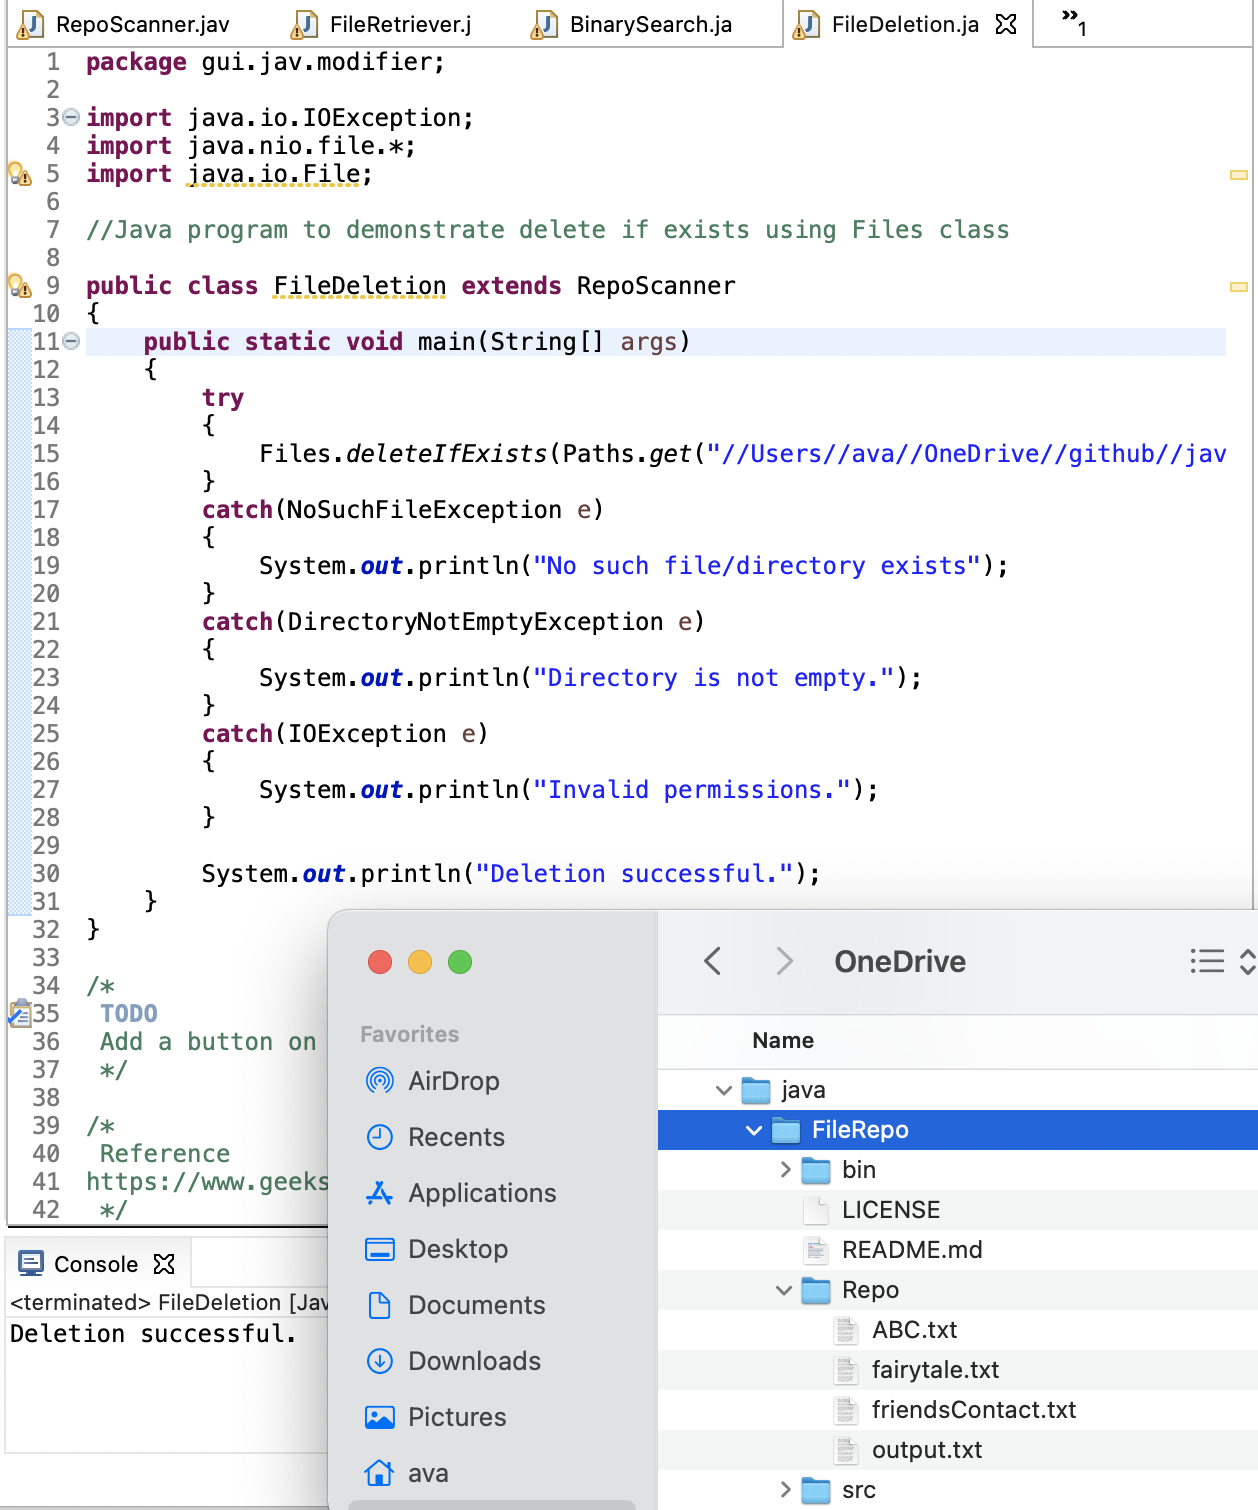 RepoScanner.jav FileRetriever.j BinarySearch.ja FileDeletion.ja »1
1 package gui.jav.modifier;
2
3 import java.io.IOException;
4 import java.nio.file.*;
5 import java.io.File;
6
7 //Java program to demonstrate delete if exists using Files class
8
9 public class FileDeletion extends RepoScanner
10 {
11 public static void main(String[] args)
12 {
13 try
14 {
15 Files.deleteIfExists(Paths.get("//Users//ava//OneDrive//github//jav
16 }
17 catch(NoSuchFileException e)
18 {
19 System.out.println("No such file/directory exists");
20 }
21 catch(DirectoryNotEmptyException e)
22 {
23 System.out.println("Directory is not empty.");
24 }
25 catch(IOException e)
26 {
27 System.out.println("Invalid permissions.");
28 }
29
30 System.out.println("Deletion successful.");
31 }
32 }
33
34 /*
35 TODO
36 Add a button on
37 */
38
39 /*
40 Reference
41 https://www.geeks
42 */
Console
<terminated> FileDeletion [Jav
Deletion successful.
Favorites
AirDrop
Recents
Applications
Desktop
Documents
Downloads
Pictures
ava
OneDrive
Name
java
FileRepo
bin
LICENSE
README.md
Repo
ABC.txt
fairytale.txt
friendsContact.txt
output.txt
src